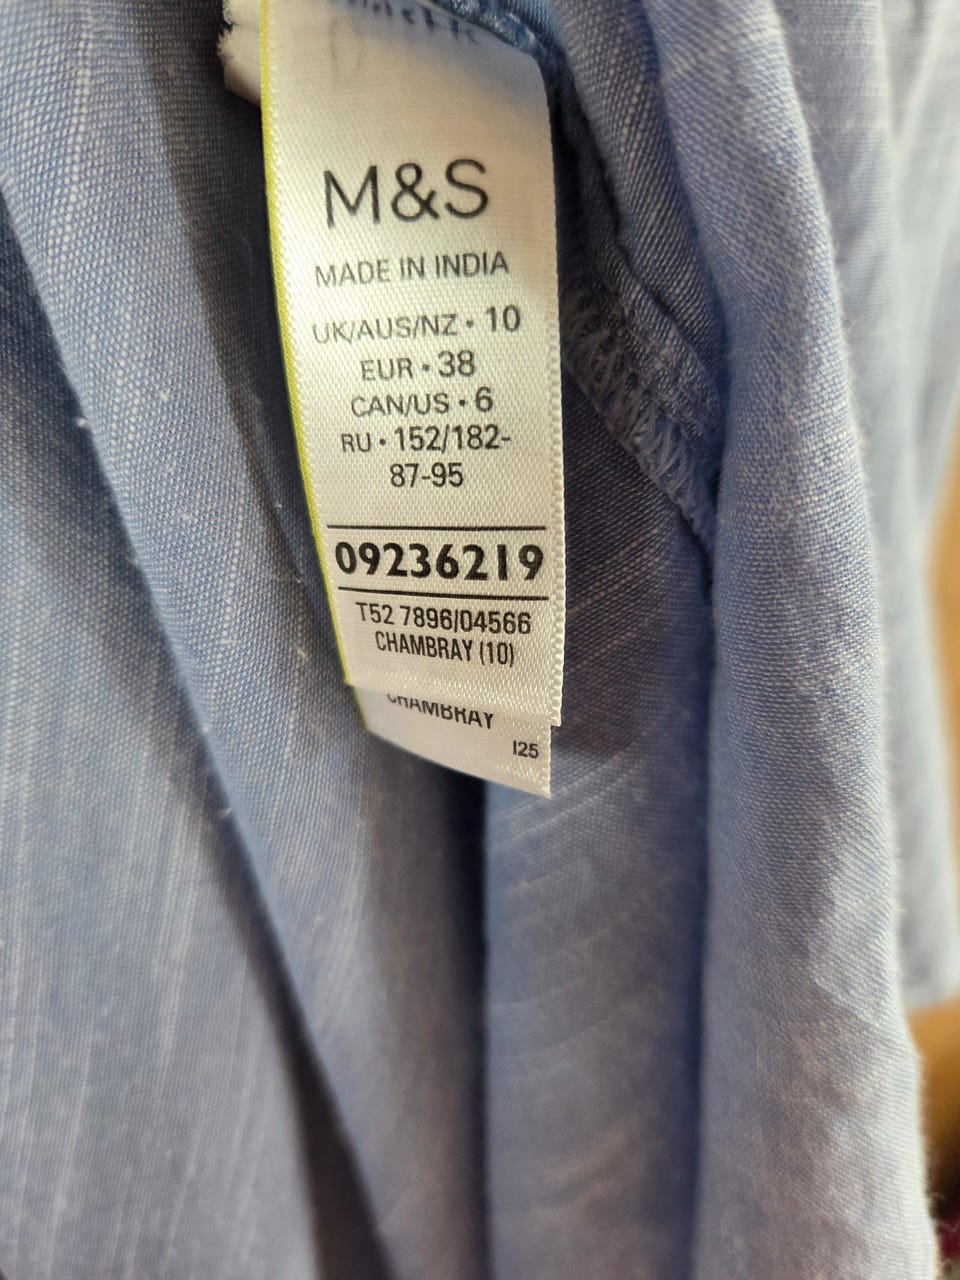 M&S
MADE IN INDIA
UK/AUS/NZ • 10
EUR • 38
CAN/US • 6
RU • 152/182-
87-95
09236219
T52 7896/04566
CHAMBRAY (10)
CHAMBRAY
I25